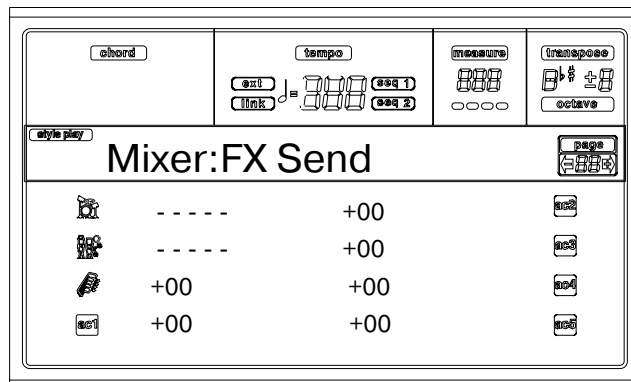 chord tempo measure transpose
ext seq 1
link seq 2 octave
style play
Mixer:FX Send page
- - - - - +00 ac2
- - - - - +00 ac3
+00 +00 ac4
ac1 +00 +00 ac5